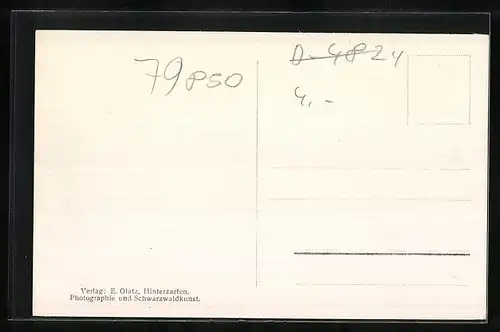 79850
D-4824
4,-
Verlag: E. Glatz, Hinterzarten,
Photographie und Schwarzwaldkunst.